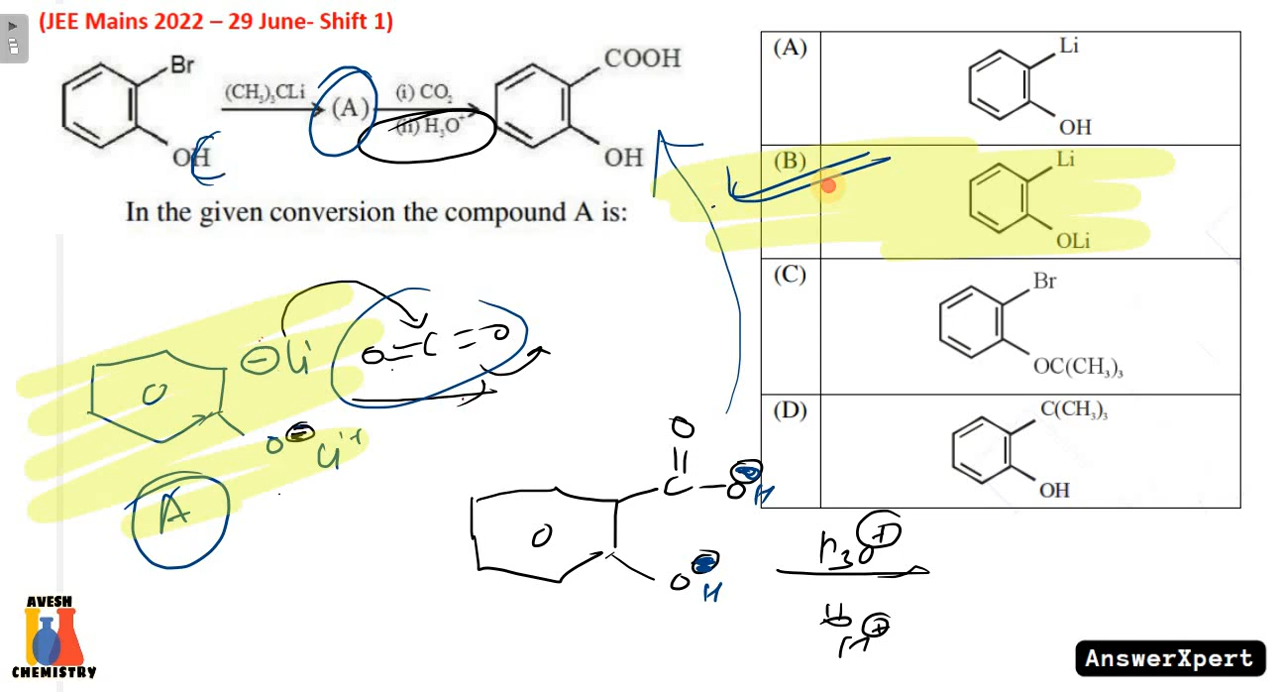 (JEE Mains 2022 – 29 June- Shift 1)
Br
OH
(CH₃)₃CLi
(A)
(i) CO₂
(ii) H₃O⁺
COOH
OH
In the given conversion the compound A is:
(A)
Li
OH
(B)
Li
OLi
(C)
Br
OC(CH₃)₃
(D)
C(CH₃)₃
OH
Li
O=C=O
O
O Li⁺
A
O
C–O H
O
O H
H₃O⊕
AVESH
CHEMISTRY
AnswerXpert